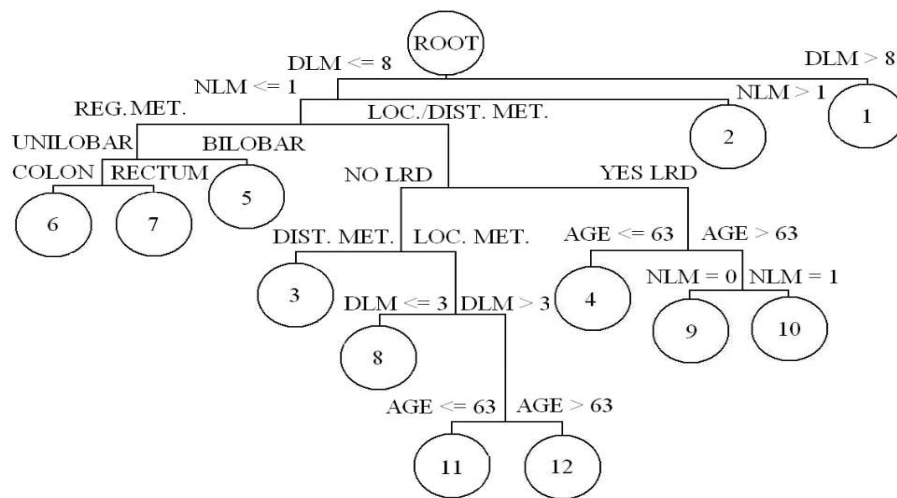 ROOT
DLM <= 8
DLM > 8
NLM <= 1
NLM > 1
1
REG. MET.
LOC./DIST. MET.
2
UNILOBAR
BILOBAR
COLON
RECTUM
NO LRD
YES LRD
5
6
7
DIST. MET.
LOC. MET.
AGE <= 63
AGE > 63
3
DLM <= 3
DLM > 3
4
NLM = 0
NLM = 1
8
9
10
AGE <= 63
AGE > 63
11
12